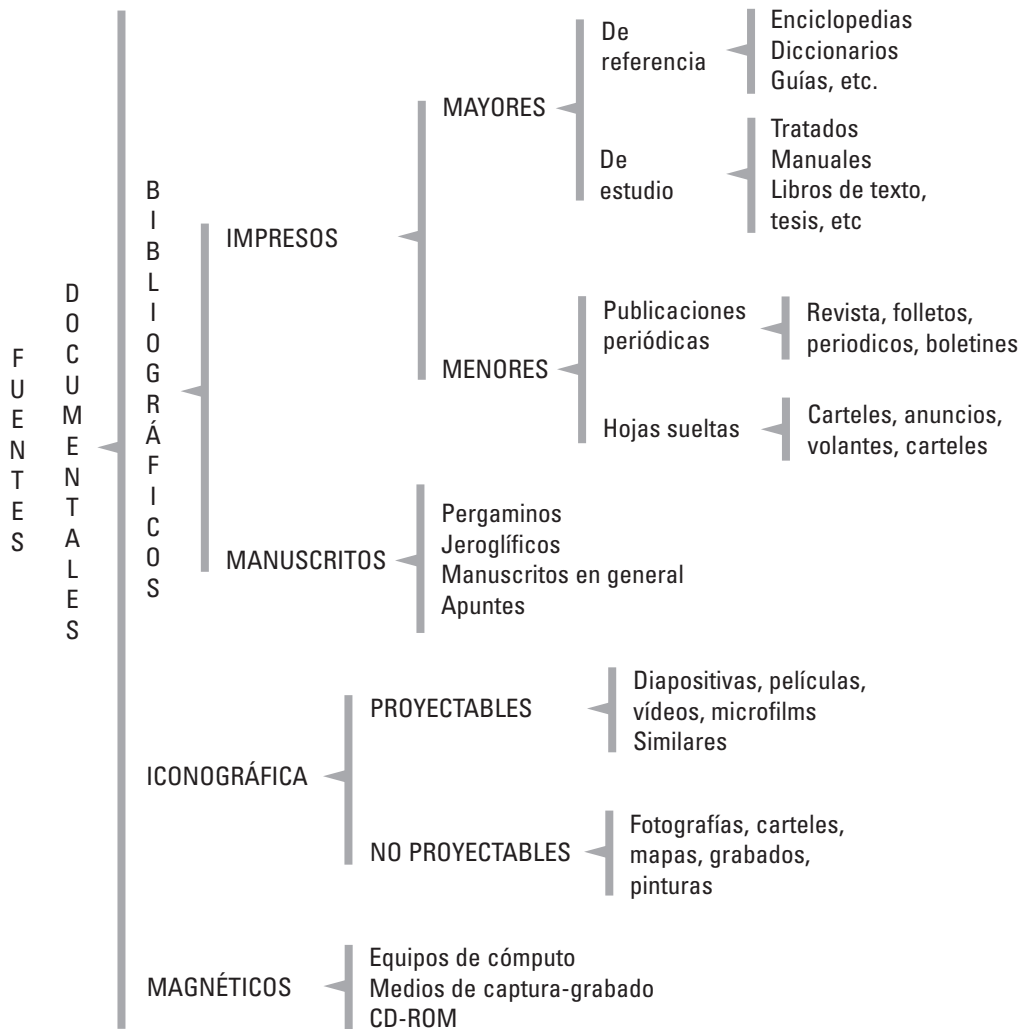 FUENTES
DOCUMENTALES
BIBLIOGRÁFICOS
IMPRESOS
MAYORES
De
referencia
Enciclopedias
Diccionarios
Guías, etc.
De
estudio
Tratados
Manuales
Libros de texto,
tesis, etc
MENORES
Publicaciones
periódicas
Revista, folletos,
periodicos, boletines
Hojas sueltas
Carteles, anuncios,
volantes, carteles
MANUSCRITOS
Pergaminos
Jeroglíficos
Manuscritos en general
Apuntes
ICONOGRÁFICA
PROYECTABLES
Diapositivas, películas,
vídeos, microfilms
Similares
NO PROYECTABLES
Fotografías, carteles,
mapas, grabados,
pinturas
MAGNÉTICOS
Equipos de cómputo
Medios de captura-grabado
CD-ROM